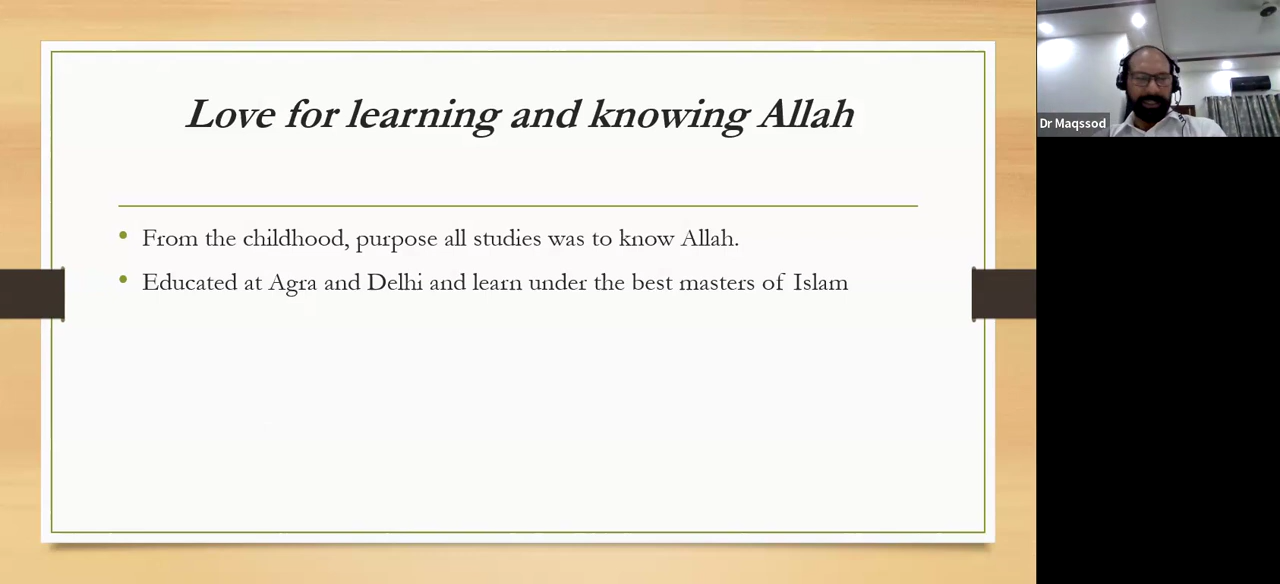 Love for learning and knowing Allah
Dr Maqssod
• From the childhood, purpose all studies was to know Allah.
• Educated at Agra and Delhi and learn under the best masters of Islam